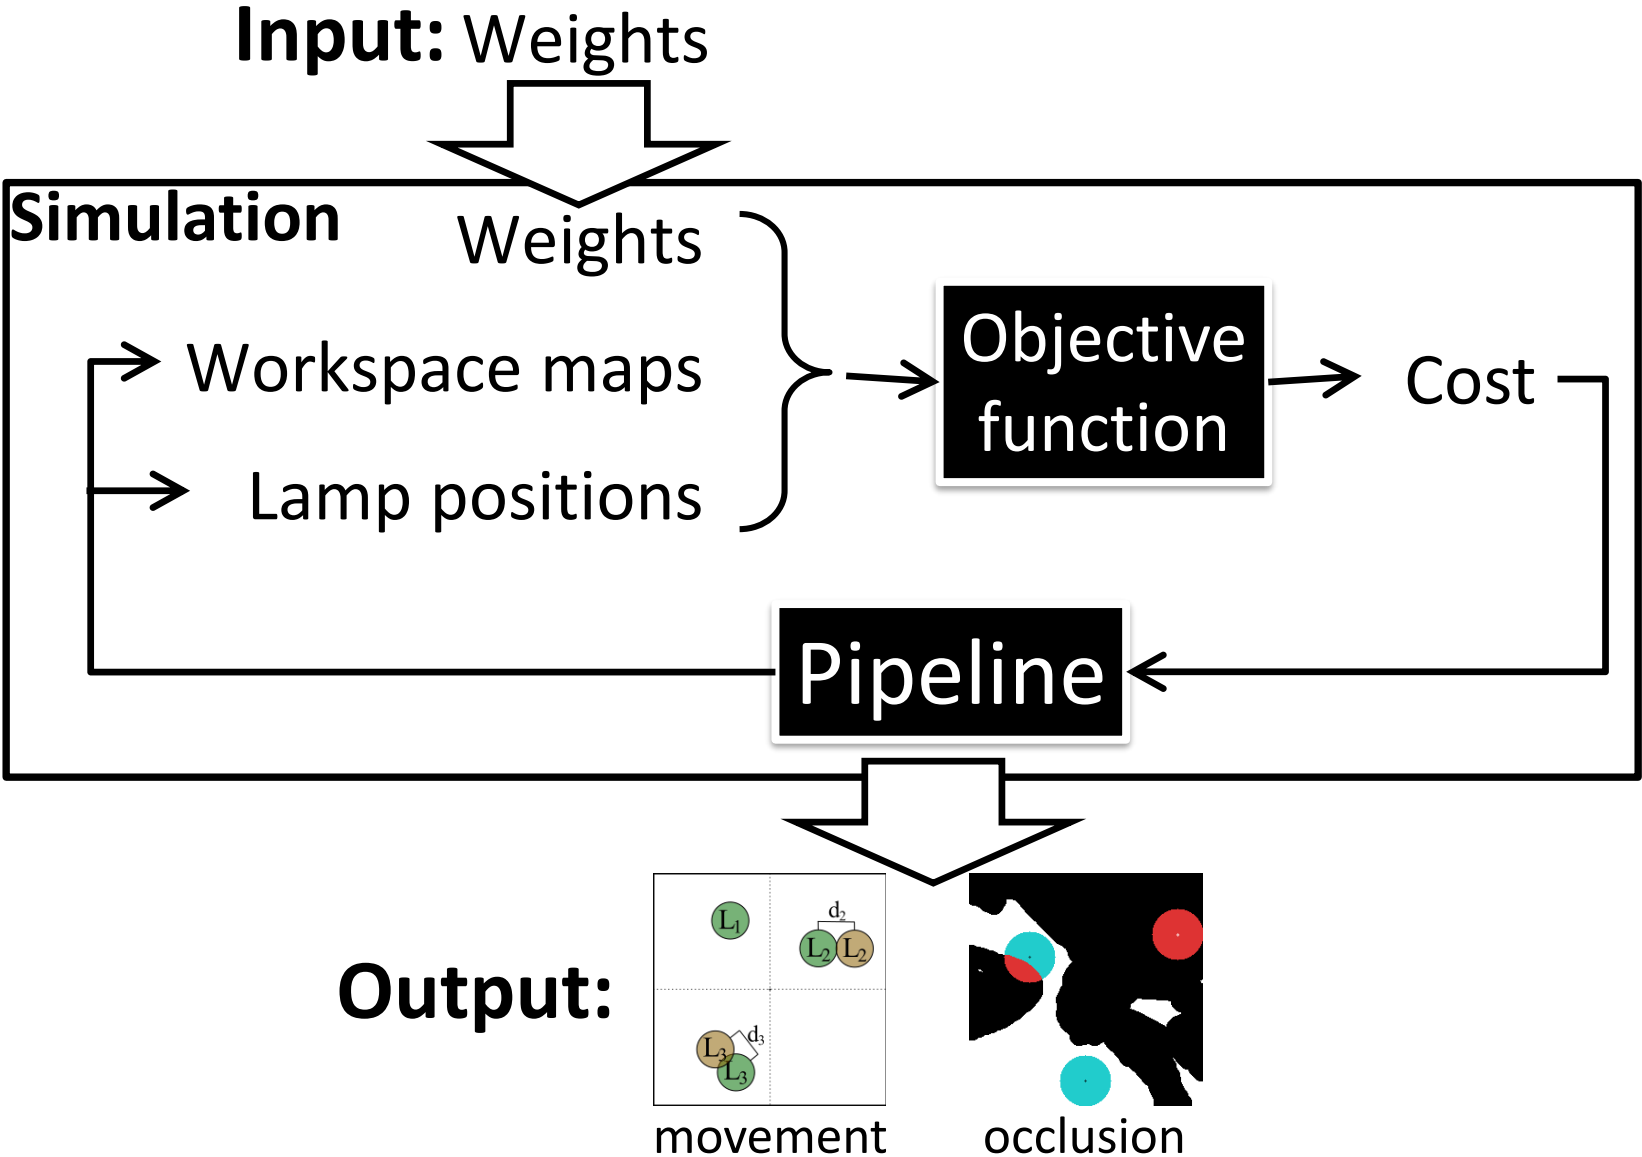 Input: Weights
Simulation
Weights
Workspace maps
Lamp positions
Objective
function
Cost
Pipeline
Output:
L1
d2
L2 L2
d3
L3
L3
movement
occlusion